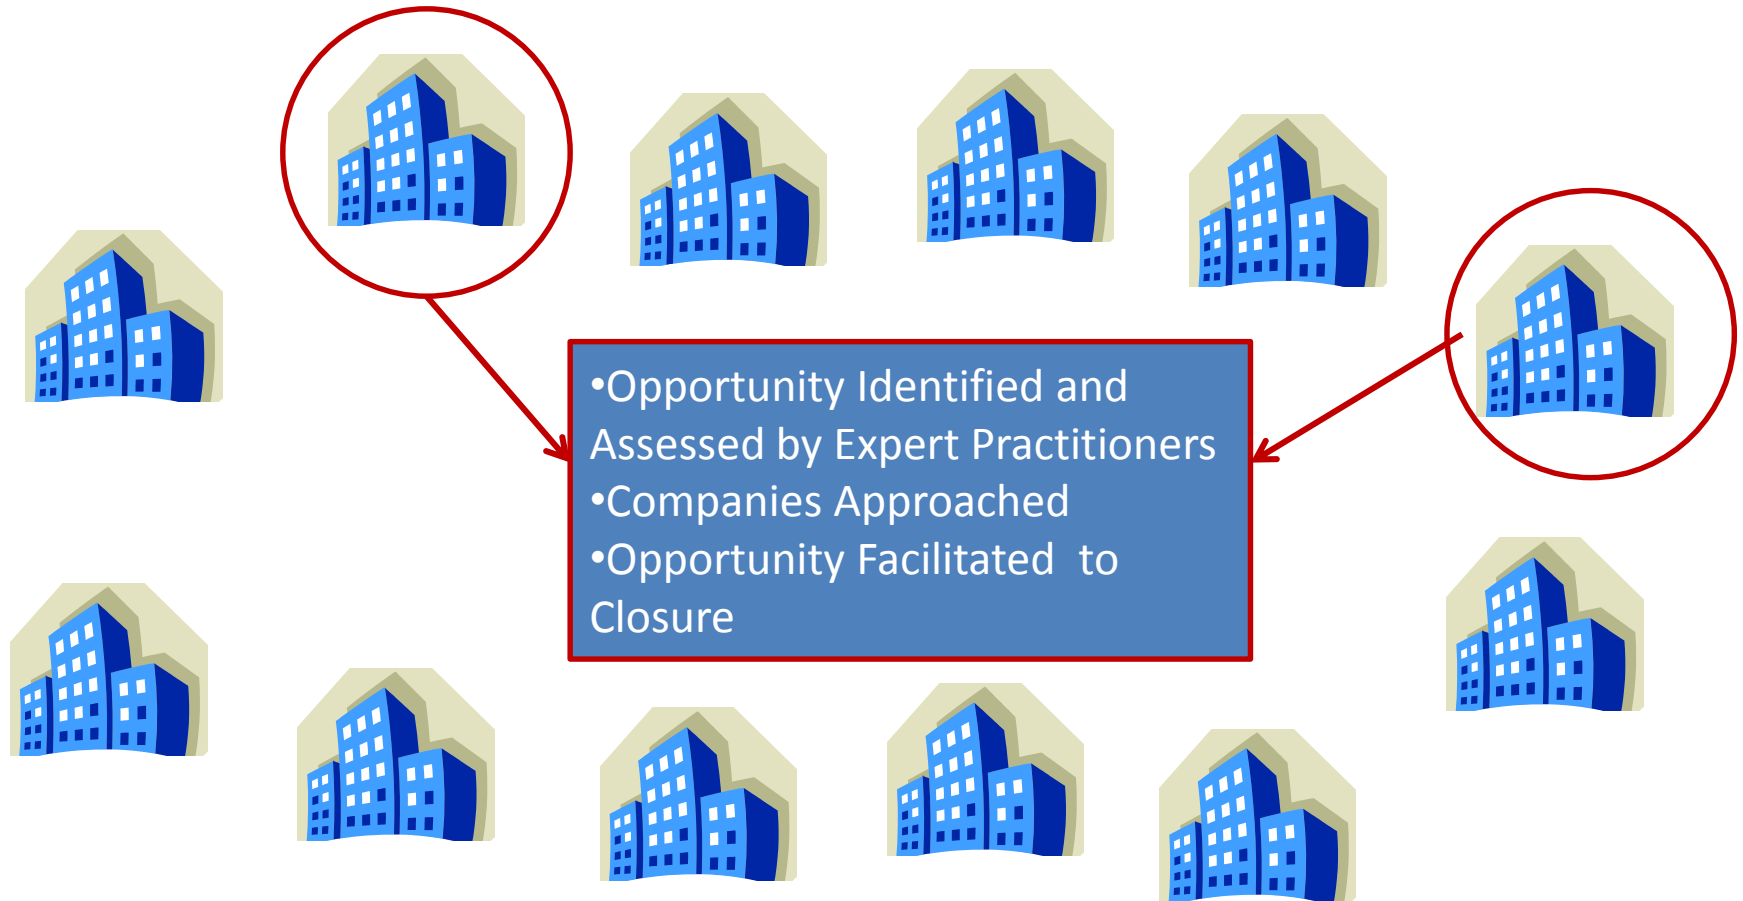 •Opportunity Identified and
Assessed by Expert Practitioners
•Companies Approached
•Opportunity Facilitated  to
Closure